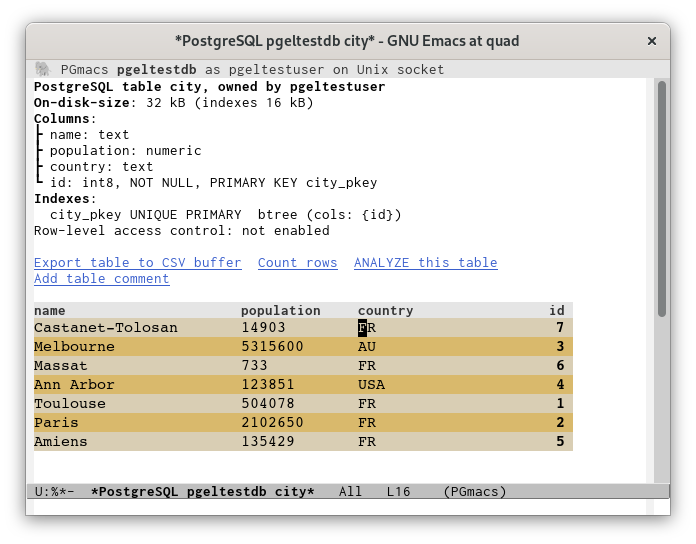 *PostgreSQL pgeltestdb city* - GNU Emacs at quad ×
PGmacs pgeltestdb as pgeltestuser on Unix socket
PostgreSQL table city, owned by pgeltestuser
On-disk-size: 32 kB (indexes 16 kB)
Columns:
┣ name: text
┣ population: numeric
┣ country: text
┗ id: int8, NOT NULL, PRIMARY KEY city_pkey
Indexes:
city_pkey UNIQUE PRIMARY  btree (cols: {id})
Row-level access control: not enabled
Export table to CSV buffer  Count rows  ANALYZE this table
Add table comment
name population country id
Castanet-Tolosan 14903 FR 7
Melbourne 5315600 AU 3
Massat 733 FR 6
Ann Arbor 123851 USA 4
Toulouse 504078 FR 1
Paris 2102650 FR 2
Amiens 135429 FR 5
U:%*-  *PostgreSQL pgeltestdb city*   All   L16    (PGmacs)